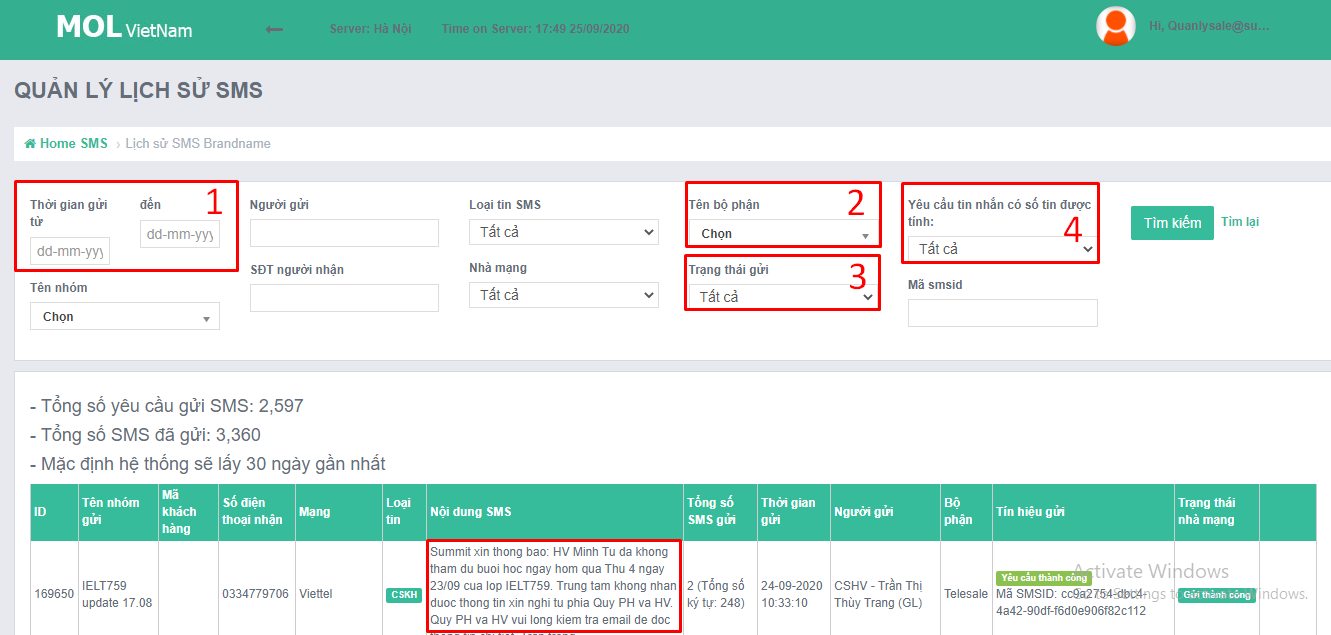 MOL VietNam
Server: Hà Nội
Time on Server: 17:49 25/09/2020
Hi, Quanlysale@su...
QUẢN LÝ LỊCH SỬ SMS
Home SMS › Lịch sử SMS Brandname
Thời gian gửi từ
đến
1
dd-mm-yyy
dd-mm-yyy
Người gửi
Loại tin SMS
Tất cả
Tên bộ phận
2
Chọn
Yêu cầu tin nhắn có số tin được tính:
4
Tất cả
Tìm kiếm
Tìm lại
Tên nhóm
Chọn
SĐT người nhận
Nhà mạng
Tất cả
Trạng thái gửi
3
Tất cả
Mã smsid
- Tổng số yêu cầu gửi SMS: 2,597
- Tổng số SMS đã gửi: 3,360
- Mặc định hệ thống sẽ lấy 30 ngày gần nhất
ID
Tên nhóm gửi
Mã khách hàng
Số điện thoại nhận
Mạng
Loại tin
Nội dung SMS
Tổng số SMS gửi
Thời gian gửi
Người gửi
Bộ phận
Tín hiệu gửi
Trạng thái nhà mạng
169650
IELT759
update 17.08
0334779706
Viettel
CSKH
Summit xin thong bao: HV Minh Tu da khong
tham du buoi hoc ngay hom qua Thu 4 ngay
23/09 cua lop IELT759. Trung tam khong nhan
duoc thong tin xin nghi tu phia Quy PH va HV.
Quy PH va HV vui long kiem tra email de doc
2 (Tổng số
ký tự: 248)
24-09-2020
10:33:10
CSHV - Trần Thị
Thùy Trang (GL)
Telesale
Yêu cầu thành công
Mã SMSID: cc9a2754-db14-
4a42-90df-f6d0e906f82c112
Gửi thành công
Activate Windows